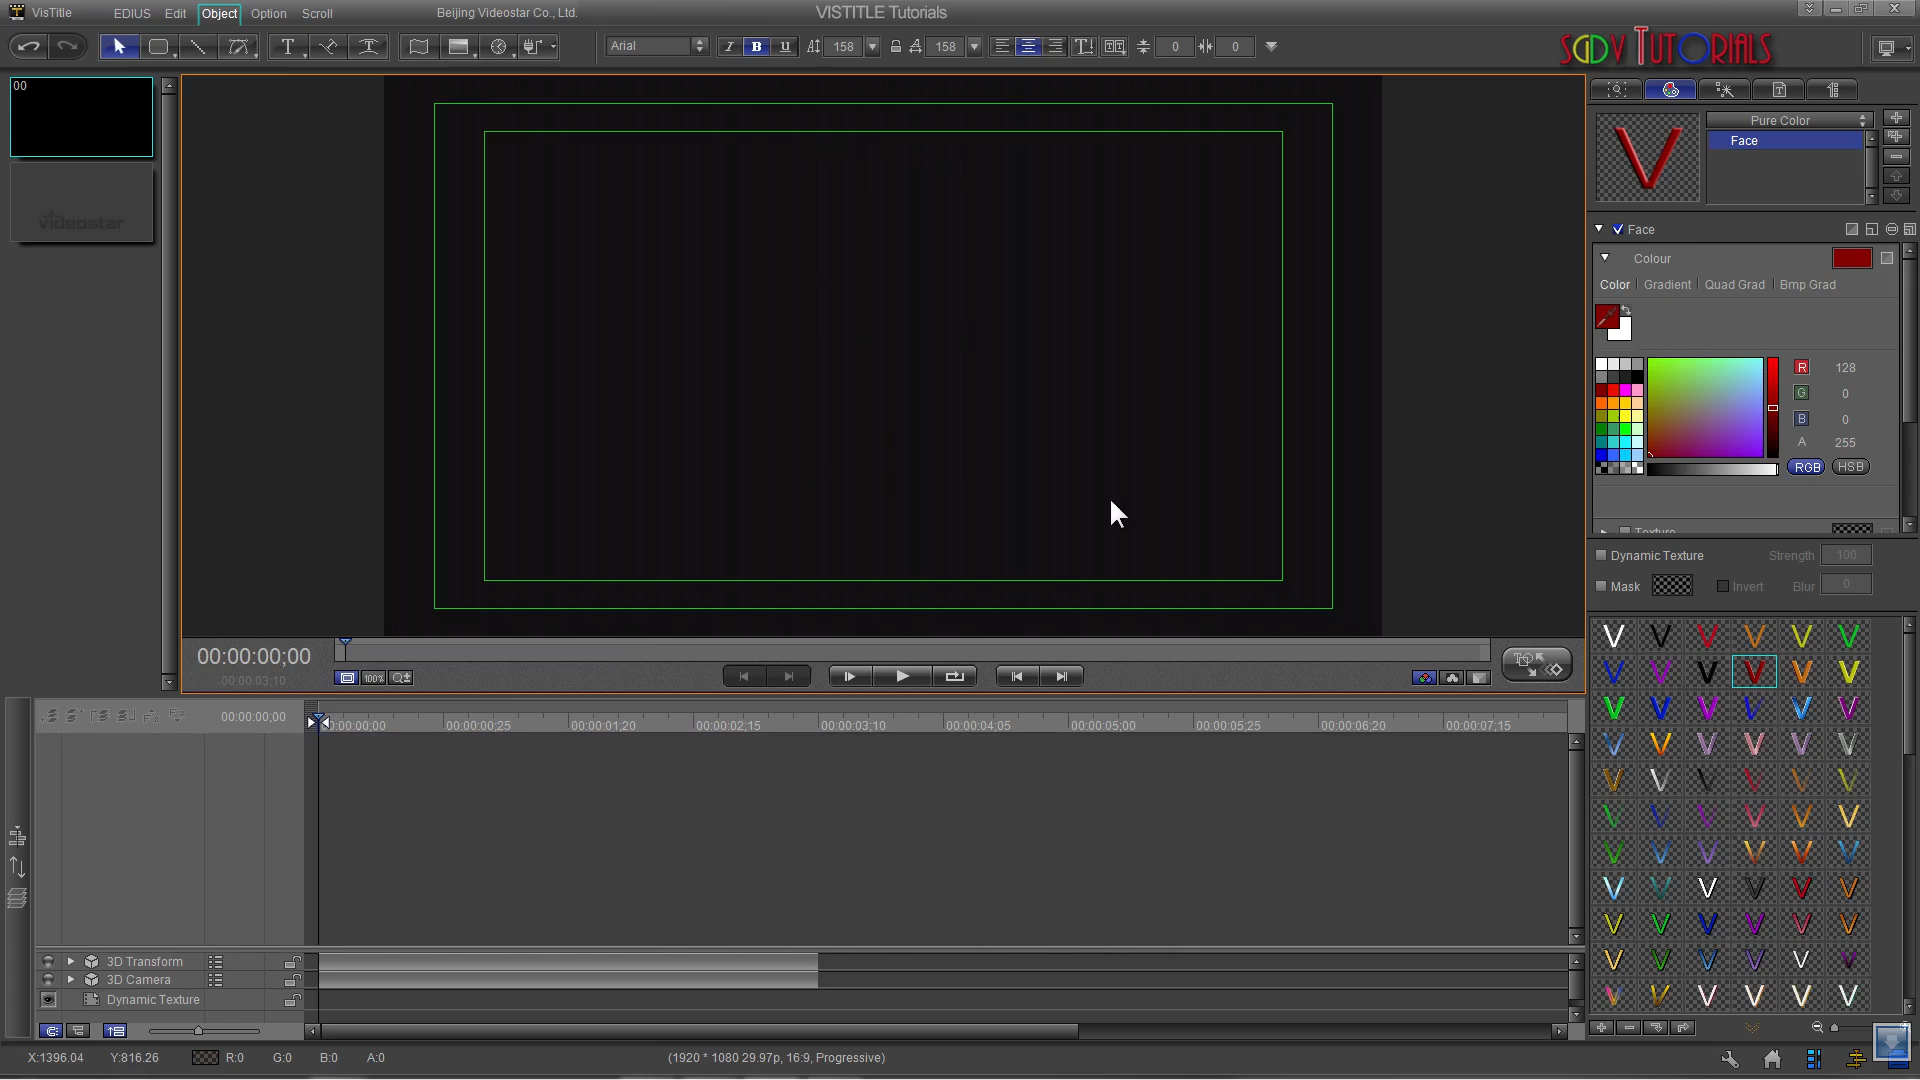 VisTitle EDIUS Edit Object Option Scroll Beijing Videostar Co., Ltd. VISTITLE Tutorials
Arial I B U 158 158 0 0 SGDV TUTORIALS
00
videostar
Pure Color
Face
Face
Colour
Color Gradient Quad Grad Bmp Grad
R 128
G 0
B 0
A 255
RGB HSB
Texture
Dynamic Texture Strength 100
Mask Invert Blur 0
00:00:00;00
00:00:03;10
100%
00:00:00;00 00:00:00;00 00:00:00;25 00:00:01;20 00:00:02;15 00:00:03;10 00:00:04;05 00:00:05;00 00:00:05;25 00:00:06;20 00:00:07;15
3D Transform
3D Camera
Dynamic Texture
X:1396.04 Y:816.26 R:0 G:0 B:0 A:0 (1920 * 1080 29.97p, 16:9, Progressive)